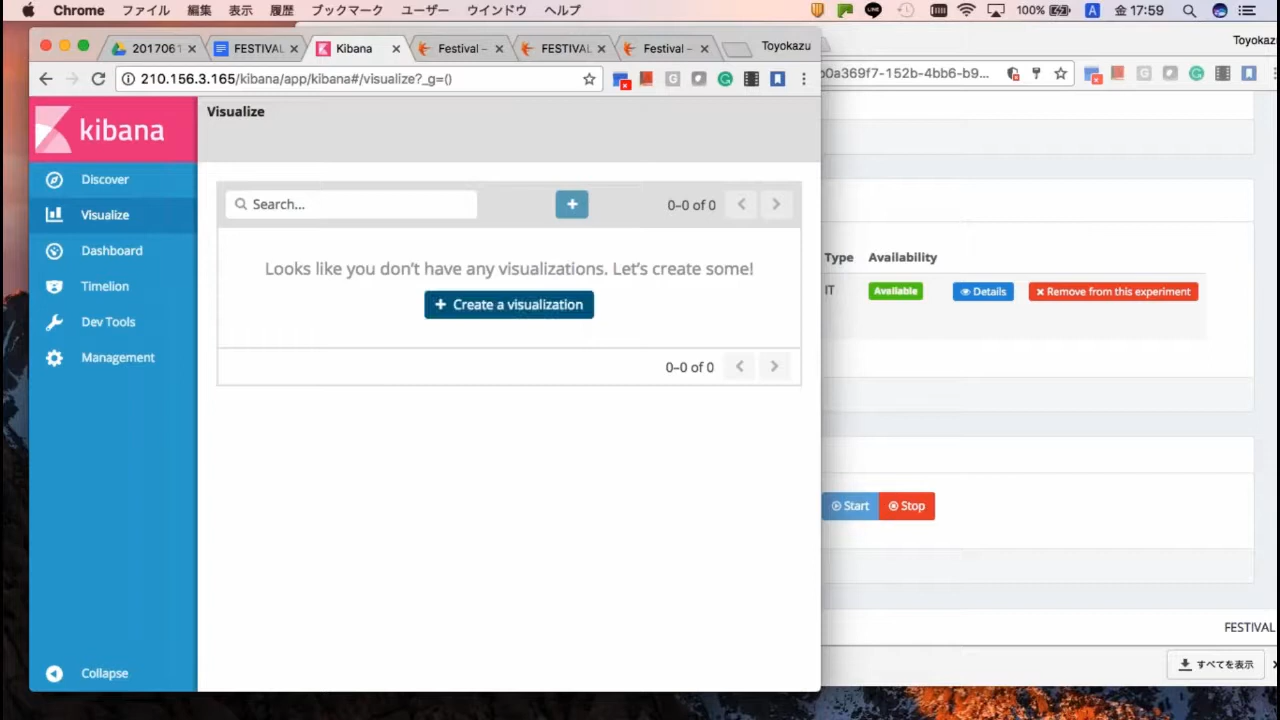 Chrome ファイル 編集 表示 履歴 ブックマーク ユーザー ウインドウ ヘルプ 100% A 金 17:59
201706 FESTIVAL Kibana Festival – FESTIVAL Festival – Toyokazu
Toyokaz
210.156.3.165/kibana/app/kibana#/visualize?_g=()
0a369f7-152b-4bb6-b9...
kibana
Visualize
Discover
Visualize
Dashboard
Timelion
Dev Tools
Management
Collapse
Search...
0–0 of 0
Looks like you don't have any visualizations. Let's create some!
Create a visualization
0–0 of 0
Type Availability
IT Available Details Remove from this experiment
Start Stop
FESTIVAL
すべてを表示